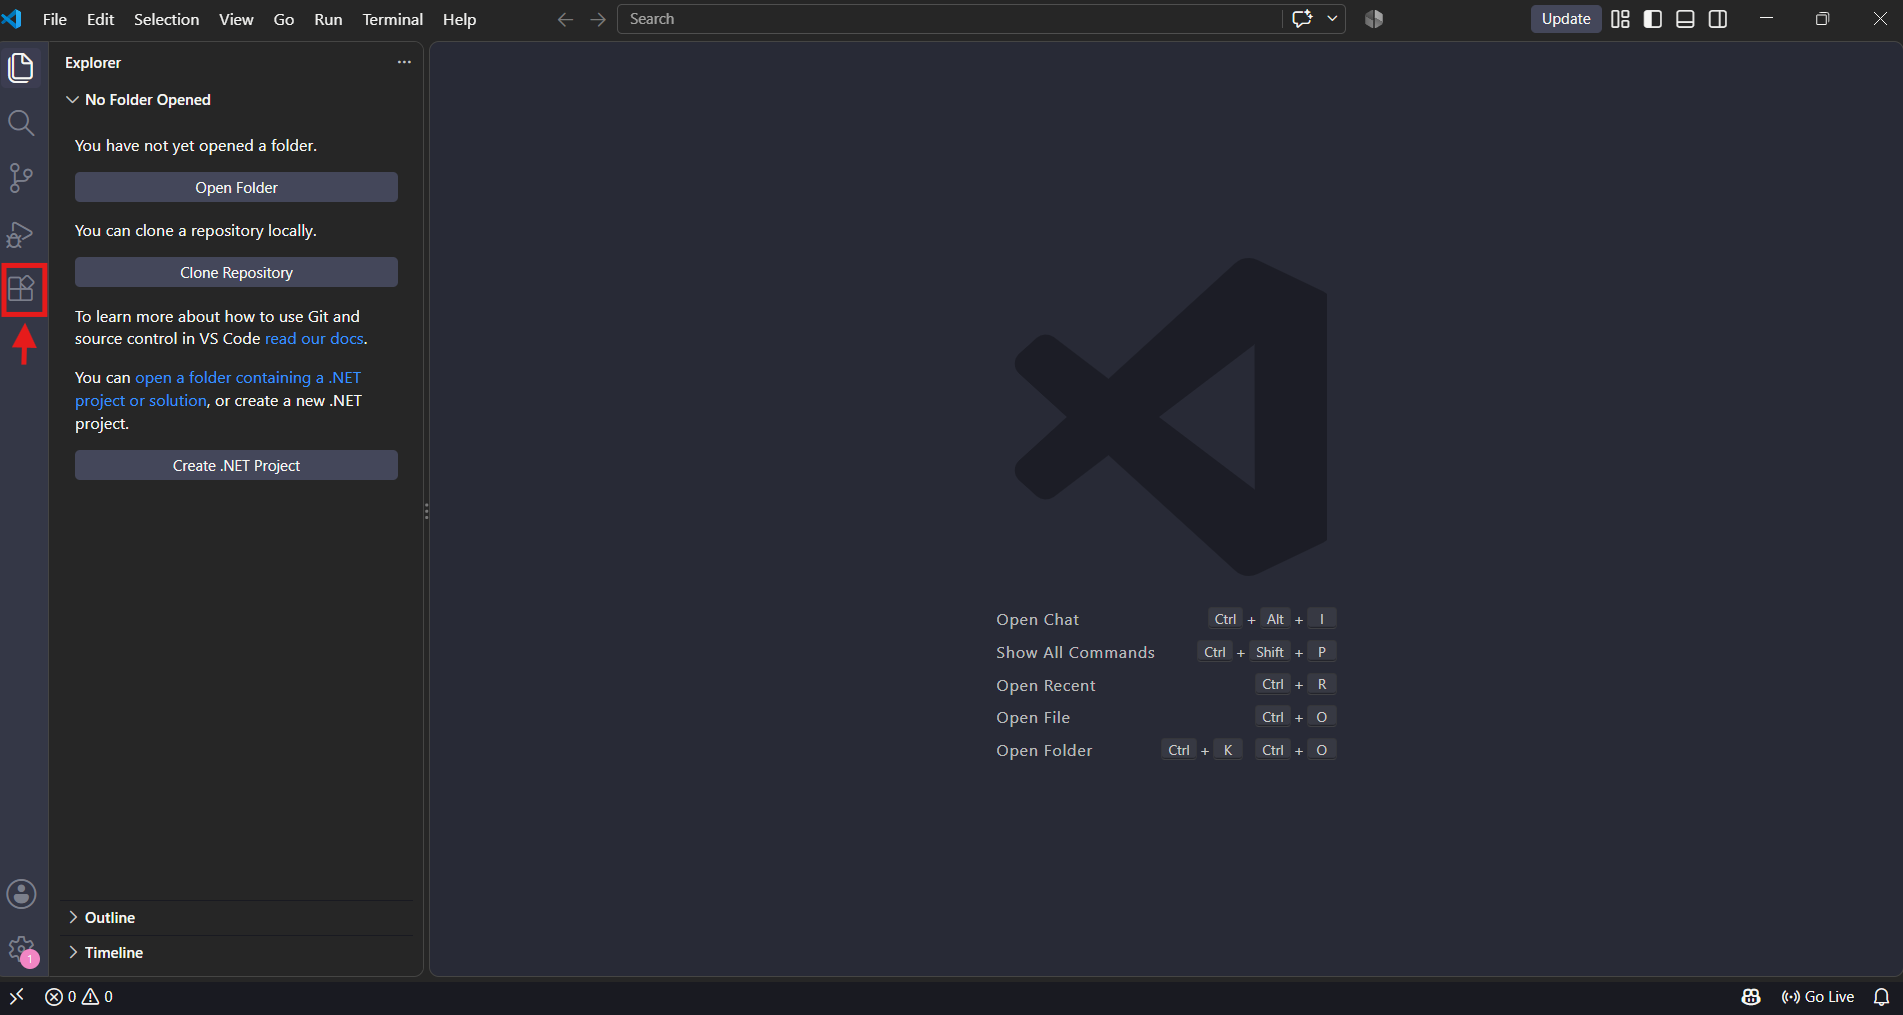 File Edit Selection View Go Run Terminal Help
Search
Update
Explorer
No Folder Opened
You have not yet opened a folder.
Open Folder
You can clone a repository locally.
Clone Repository
To learn more about how to use Git and
source control in VS Code read our docs.
You can open a folder containing a .NET
project or solution, or create a new .NET
project.
Create .NET Project
Open Chat Ctrl + Alt + I
Show All Commands Ctrl + Shift + P
Open Recent Ctrl + R
Open File Ctrl + O
Open Folder Ctrl + K Ctrl + O
Outline
Timeline
1
0 0
Go Live